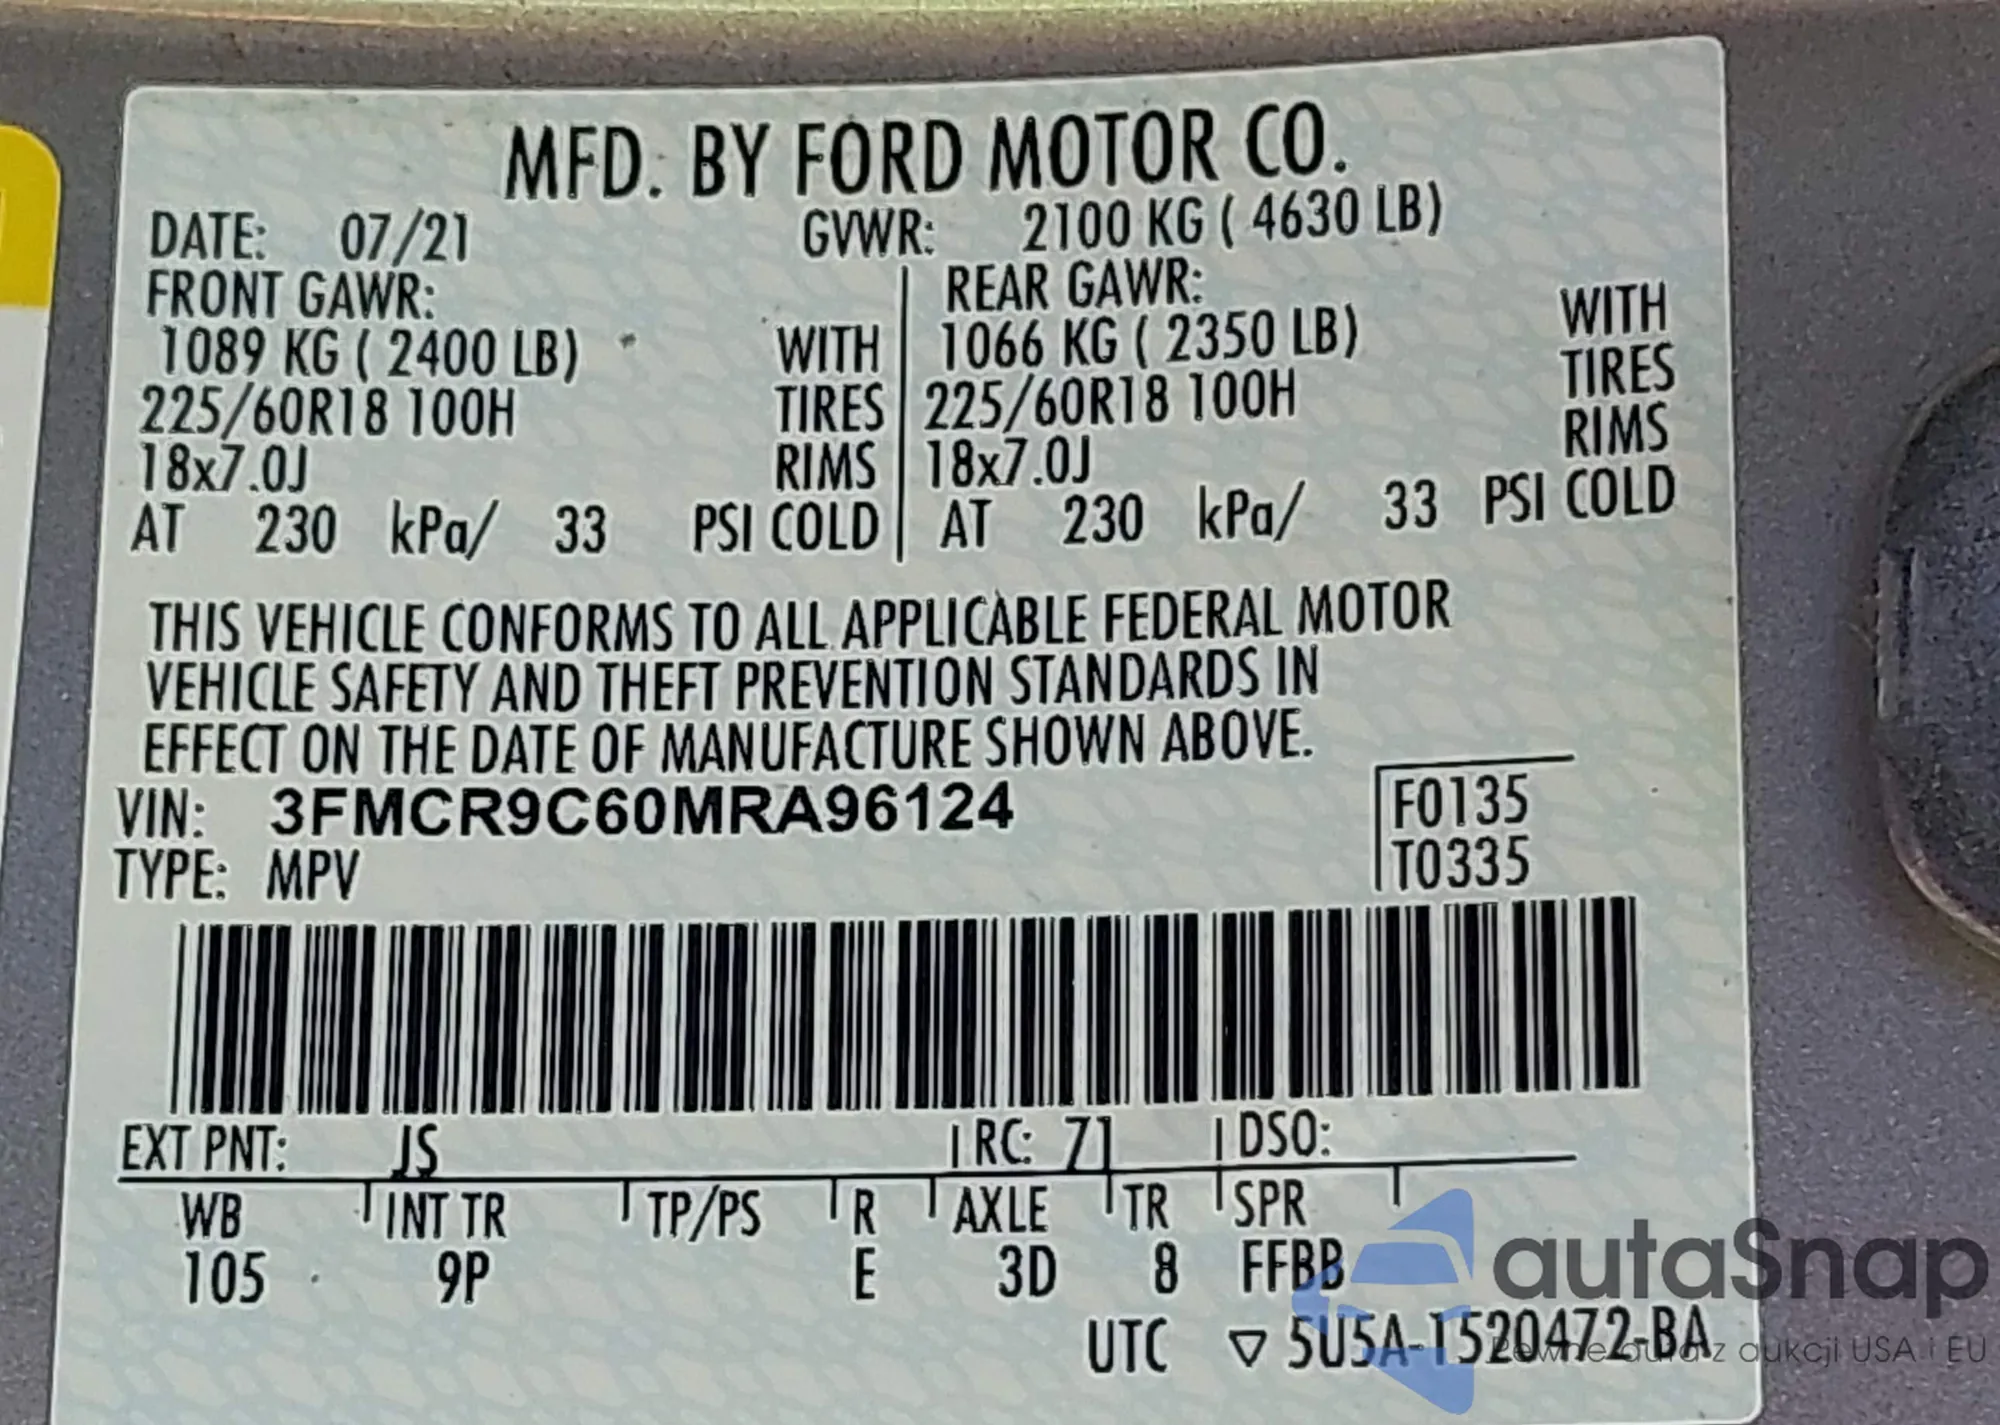 MFD. BY FORD MOTOR CO.
DATE: 07/21 GVWR: 2100 KG ( 4630 LB)
FRONT GAWR: REAR GAWR:
1089 KG ( 2400 LB) WITH 1066 KG ( 2350 LB) WITH
225/60R18 100H TIRES 225/60R18 100H TIRES
18x7.0J RIMS 18x7.0J RIMS
AT 230 kPa/ 33 PSI COLD AT 230 kPa/ 33 PSI COLD
THIS VEHICLE CONFORMS TO ALL APPLICABLE FEDERAL MOTOR
VEHICLE SAFETY AND THEFT PREVENTION STANDARDS IN
EFFECT ON THE DATE OF MANUFACTURE SHOWN ABOVE.
VIN: 3FMCR9C60MRA96124 F0135
TYPE: MPV T0335
EXT PNT: JS RC: 71 DSO:
WB INT TR TP/PS R AXLE TR SPR
105 9P E 3D 8 FFBB
UTC ▽ 5U5A-1520472-BA
autaSnap
Pewne auta z aukcji USA i EU